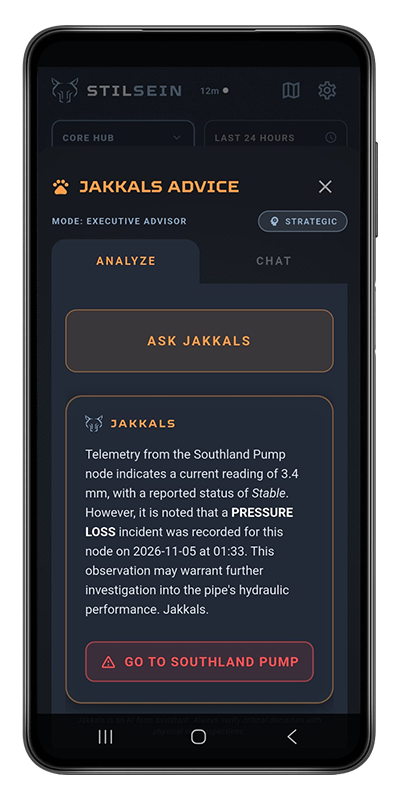 STILSEIN 12m
CORE HUB LAST 24 HOURS
JAKKALS ADVICE
MODE: EXECUTIVE ADVISOR STRATEGIC
ANALYZE CHAT
ASK JAKKALS
JAKKALS
Telemetry from the Southland Pump
node indicates a current reading of 3.4
mm, with a reported status of Stable.
However, it is noted that a PRESSURE
LOSS incident was recorded for this
node on 2026-11-05 at 01:33. This
observation may warrant further
investigation into the pipe's hydraulic
performance. Jakkals.
GO TO SOUTHLAND PUMP